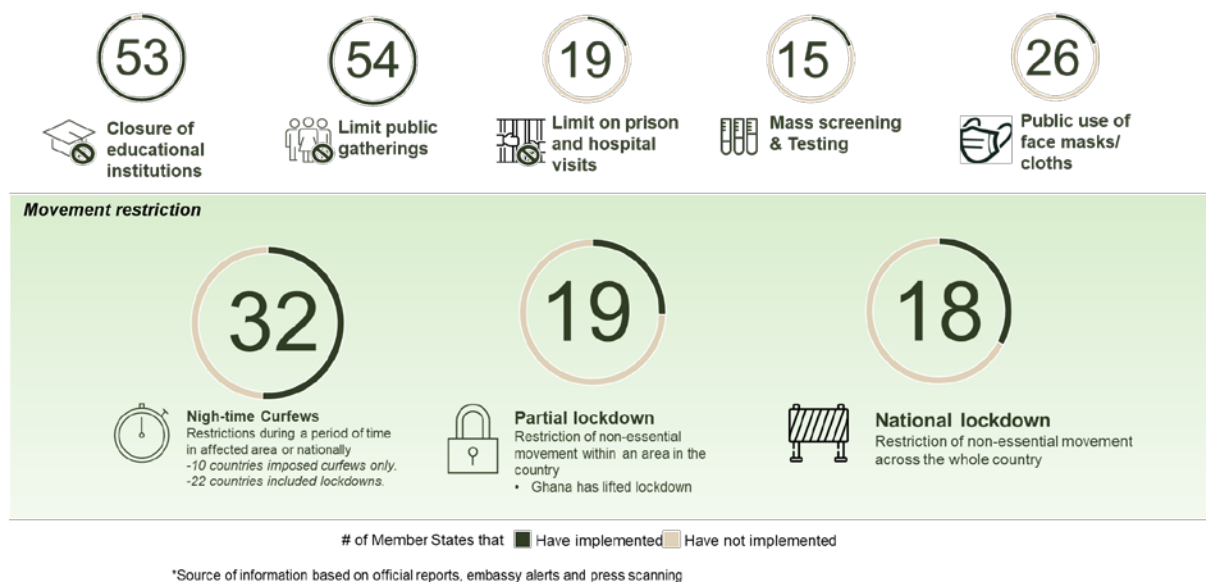 53
54
19
15
26
Closure of
educational
institutions
Limit public
gatherings
Limit on prison
and hospital
visits
Mass screening
& Testing
Public use of
face masks/
cloths
Movement restriction
32
19
18
Nigh-time Curfews
Restrictions during a period of time
in affected area or nationally
-10 countries imposed curfews only.
-22 countries included lockdowns.
Partial lockdown
Restriction of non-essential
movement within an area in the
country
• Ghana has lifted lockdown
National lockdown
Restriction of non-essential movement
across the whole country
# of Member States that Have implemented Have not implemented
*Source of information based on official reports, embassy alerts and press scanning